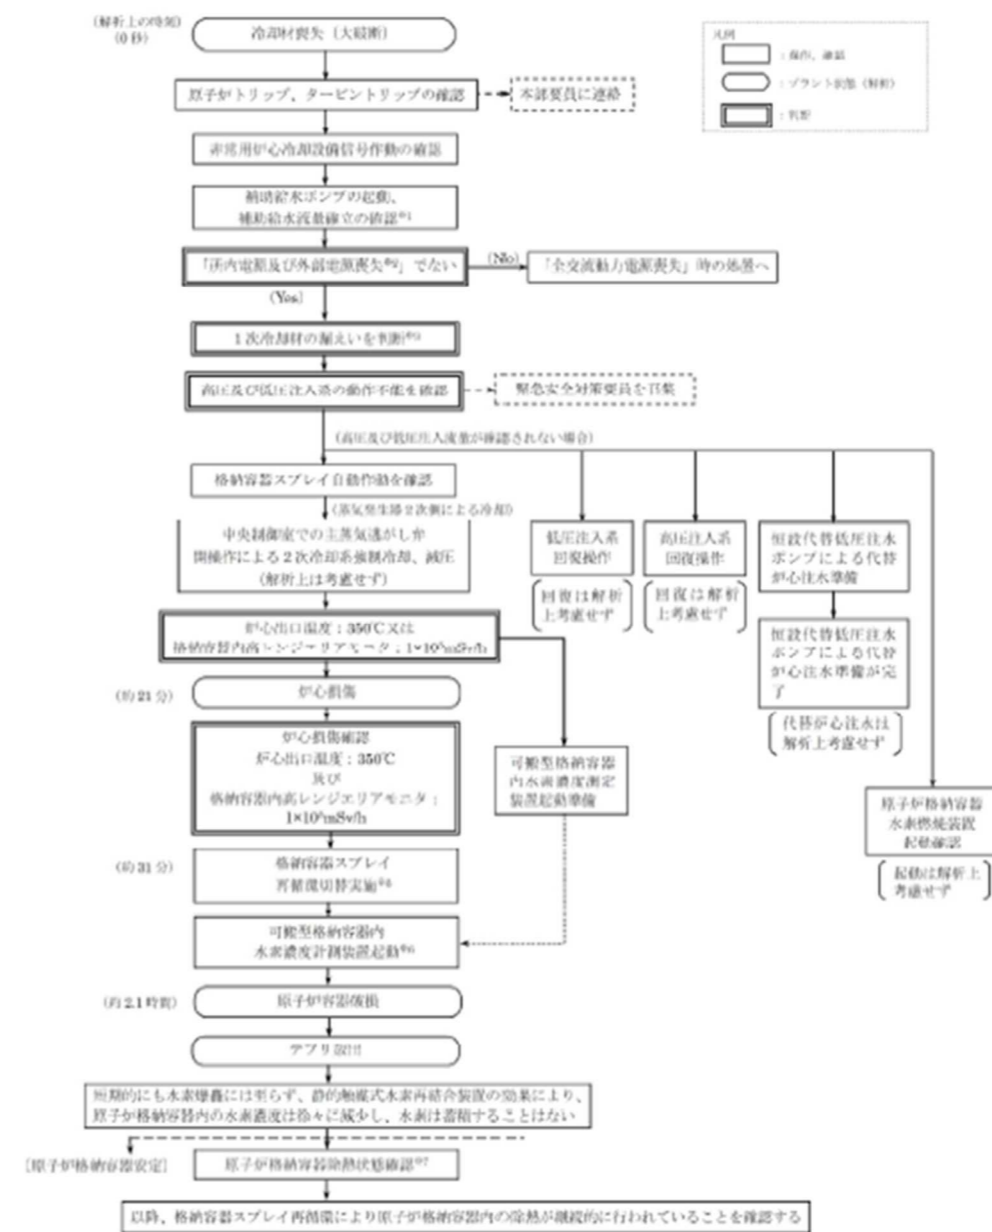 (解析上の時刻)
(0秒)
冷却材喪失(大破断)
凡例
:操作、確認
:プラント状態(解析)
:判断
原子炉トリップ、タービントリップの確認
本部要員に連絡
非常用炉心冷却設備信号作動の確認
補助給水ポンプの起動、
補助給水流量確立の確認※1
「所内電源及び外部電源喪失※2」でない
(No)
「全交流動力電源喪失」時の処置へ
(Yes)
1次冷却材の漏えいを判断※3
高圧及び低圧注入系の動作不能を確認
緊急安全対策要員を召集
(高圧及び低圧注入流量が確認されない場合)
格納容器スプレイ自動作動を確認
(蒸気発生器2次側による冷却)
中央制御室での主蒸気逃がし弁
開操作による2次冷却系強制冷却、減圧
(解析上は考慮せず)
低圧注入系
回復操作
回復は解析
上考慮せず
高圧注入系
回復操作
回復は解析
上考慮せず
恒設代替低圧注水
ポンプによる代替
炉心注水準備
恒設代替低圧注水
ポンプによる代替
炉心注水準備が完
了
代替炉心注水は
解析上考慮せず
炉心出口温度:350℃又は
格納容器内高レンジエリアモニタ:1×10⁵mSv/h
(約21分)
炉心損傷
炉心損傷確認
炉心出口温度:350℃
及び
格納容器内高レンジエリアモニタ:
1×10⁵mSv/h
可搬型格納容器
内水素濃度測定
装置起動準備
原子炉格納容器
水素燃焼装置
起動確認
起動は解析上
考慮せず
(約31分)
格納容器スプレイ
再循環切替実施
可搬型格納容器内
水素濃度計測装置起動※6
(約2.1時間)
原子炉容器破損
デブリ放出
短期的にも水素爆轟には至らず、静的触媒式水素再結合装置の効果により、
原子炉格納容器内の水素濃度は徐々に減少し、水素は蓄積することはない
[原子炉格納容器安定]
原子炉格納容器除熱状態確認※7
以降、格納容器スプレイ再循環により原子炉格納容器内の除熱が継続的に行われていることを確認する